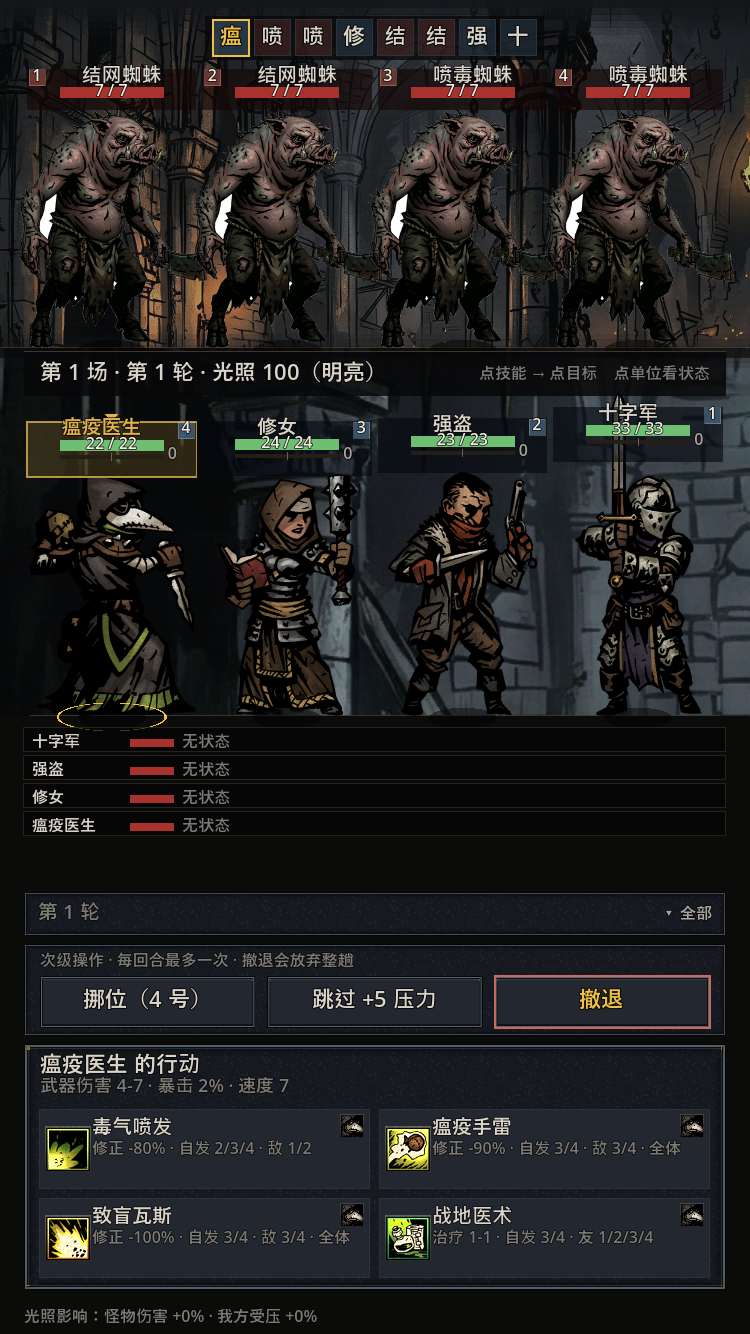 瘟 喷 喷 修 结 结 强 十
1 结网蜘蛛 2 结网蜘蛛 3 喷毒蜘蛛 4 喷毒蜘蛛
7 / 7 7 / 7 7 / 7 7 / 7
第 1 场 · 第 1 轮 · 光照 100（明亮） 点技能 → 点目标 点单位看状态
瘟疫医生 4 修女 3 强盗 2 十字军 1
22 / 22 0 24 / 24 0 23 / 23 0 33 / 33 0
十字军 无状态
强盗 无状态
修女 无状态
瘟疫医生 无状态
第 1 轮 ▾ 全部
次级操作 · 每回合最多一次 · 撤退会放弃整趟
挪位（4 号） 跳过 +5 压力 撤退
瘟疫医生 的行动
武器伤害 4-7 · 暴击 2% · 速度 7
毒气喷发 瘟疫手雷
修正 -80% · 自发 2/3/4 · 敌 1/2 修正 -90% · 自发 3/4 · 敌 3/4 · 全体
致盲瓦斯 战地医术
修正 -100% · 自发 3/4 · 敌 3/4 · 全体 治疗 1-1 · 自发 3/4 · 友 1/2/3/4
光照影响：怪物伤害 +0% · 我方受压 +0%